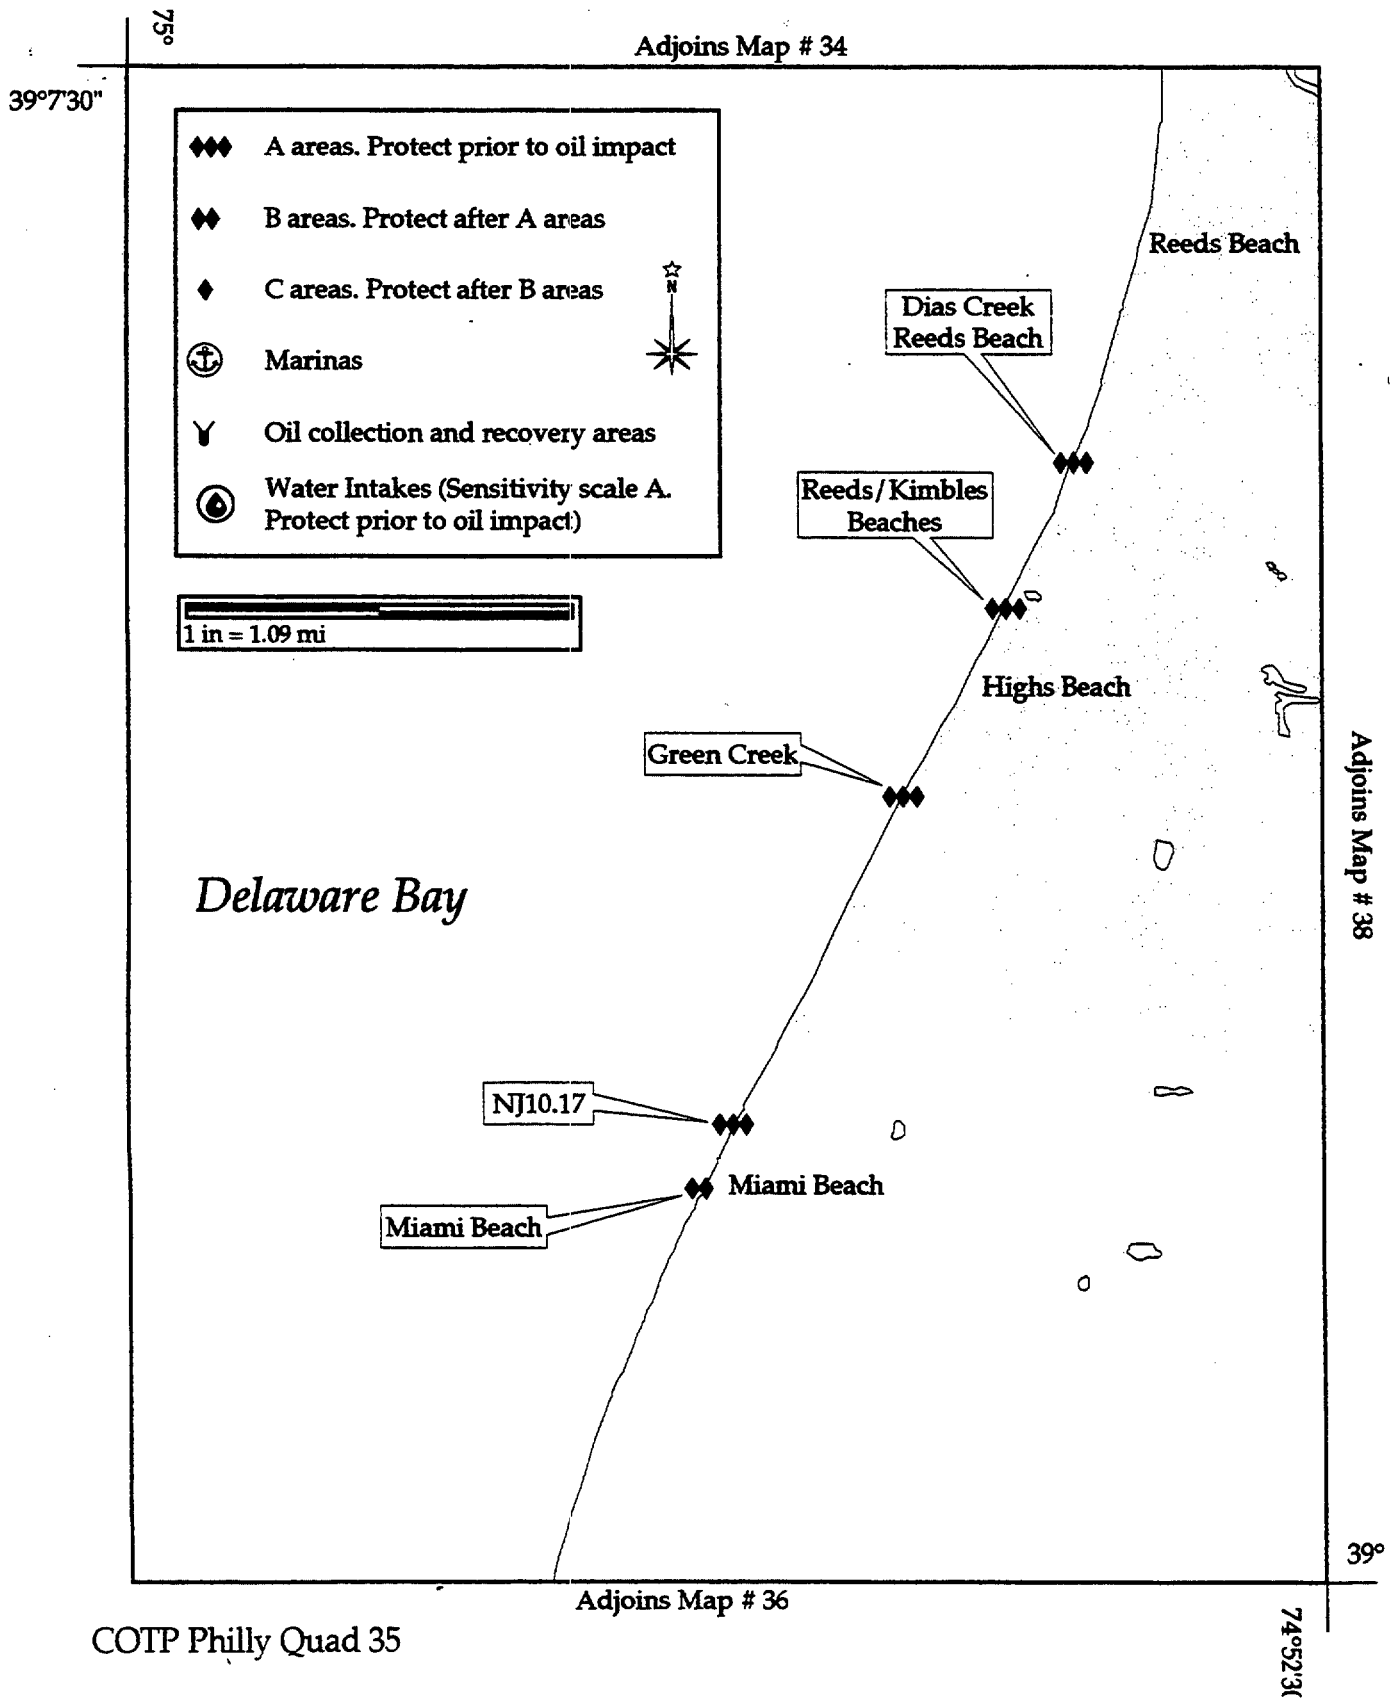 75°
Adjoins Map # 34
39°7'30"
A areas. Protect prior to oil impact
B areas. Protect after A areas
C areas. Protect after B areas
N
Marinas
Oil collection and recovery areas
Water Intakes (Sensitivity scale A.
Protect prior to oil impact)
1 in = 1.09 mi
Reeds Beach
Dias Creek
Reeds Beach
Reeds/Kimbles
Beaches
Highs Beach
Green Creek
Adjoins Map # 38
Delaware Bay
NJ10.17
Miami Beach
Miami Beach
39°
Adjoins Map # 36
COTP Philly Quad 35
74°52'3